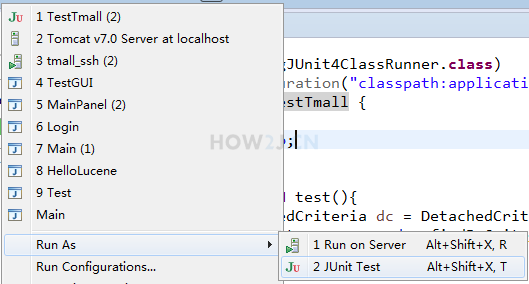 1 TestTmall (2)
2 Tomcat v7.0 Server at localhost
3 tmall_ssh (2)
4 TestGUI
5 MainPanel (2)
6 Login
7 Main (1)
8 HelloLucene
9 Test
Main
Run As
Run Configurations...
1 Run on Server Alt+Shift+X, R
2 JUnit Test Alt+Shift+X, T
gJUnit4ClassRunner.class)
uration("classpath:applicati
estTmall {
;
HOW2J.CN
test(){
edCriteria dc = DetachedCrit